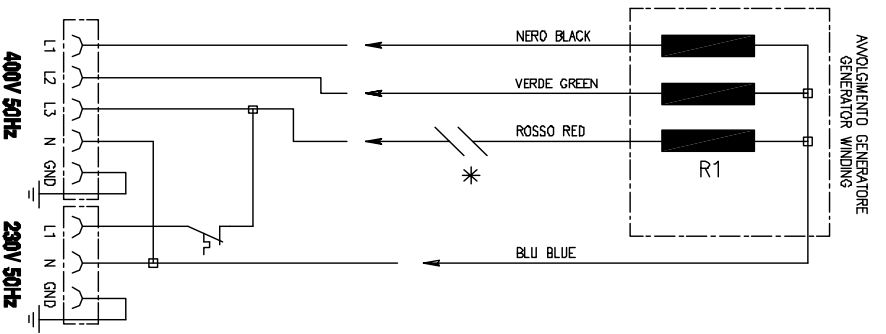 400V 50Hz
L1
L2
L3
N
GND
230V 50Hz
L1
N
GND
NERO BLACK
VERDE GREEN
ROSSO RED
BLU BLUE
R1
AVVOLGIMENTO GENERATORE
GENERATOR WINDING